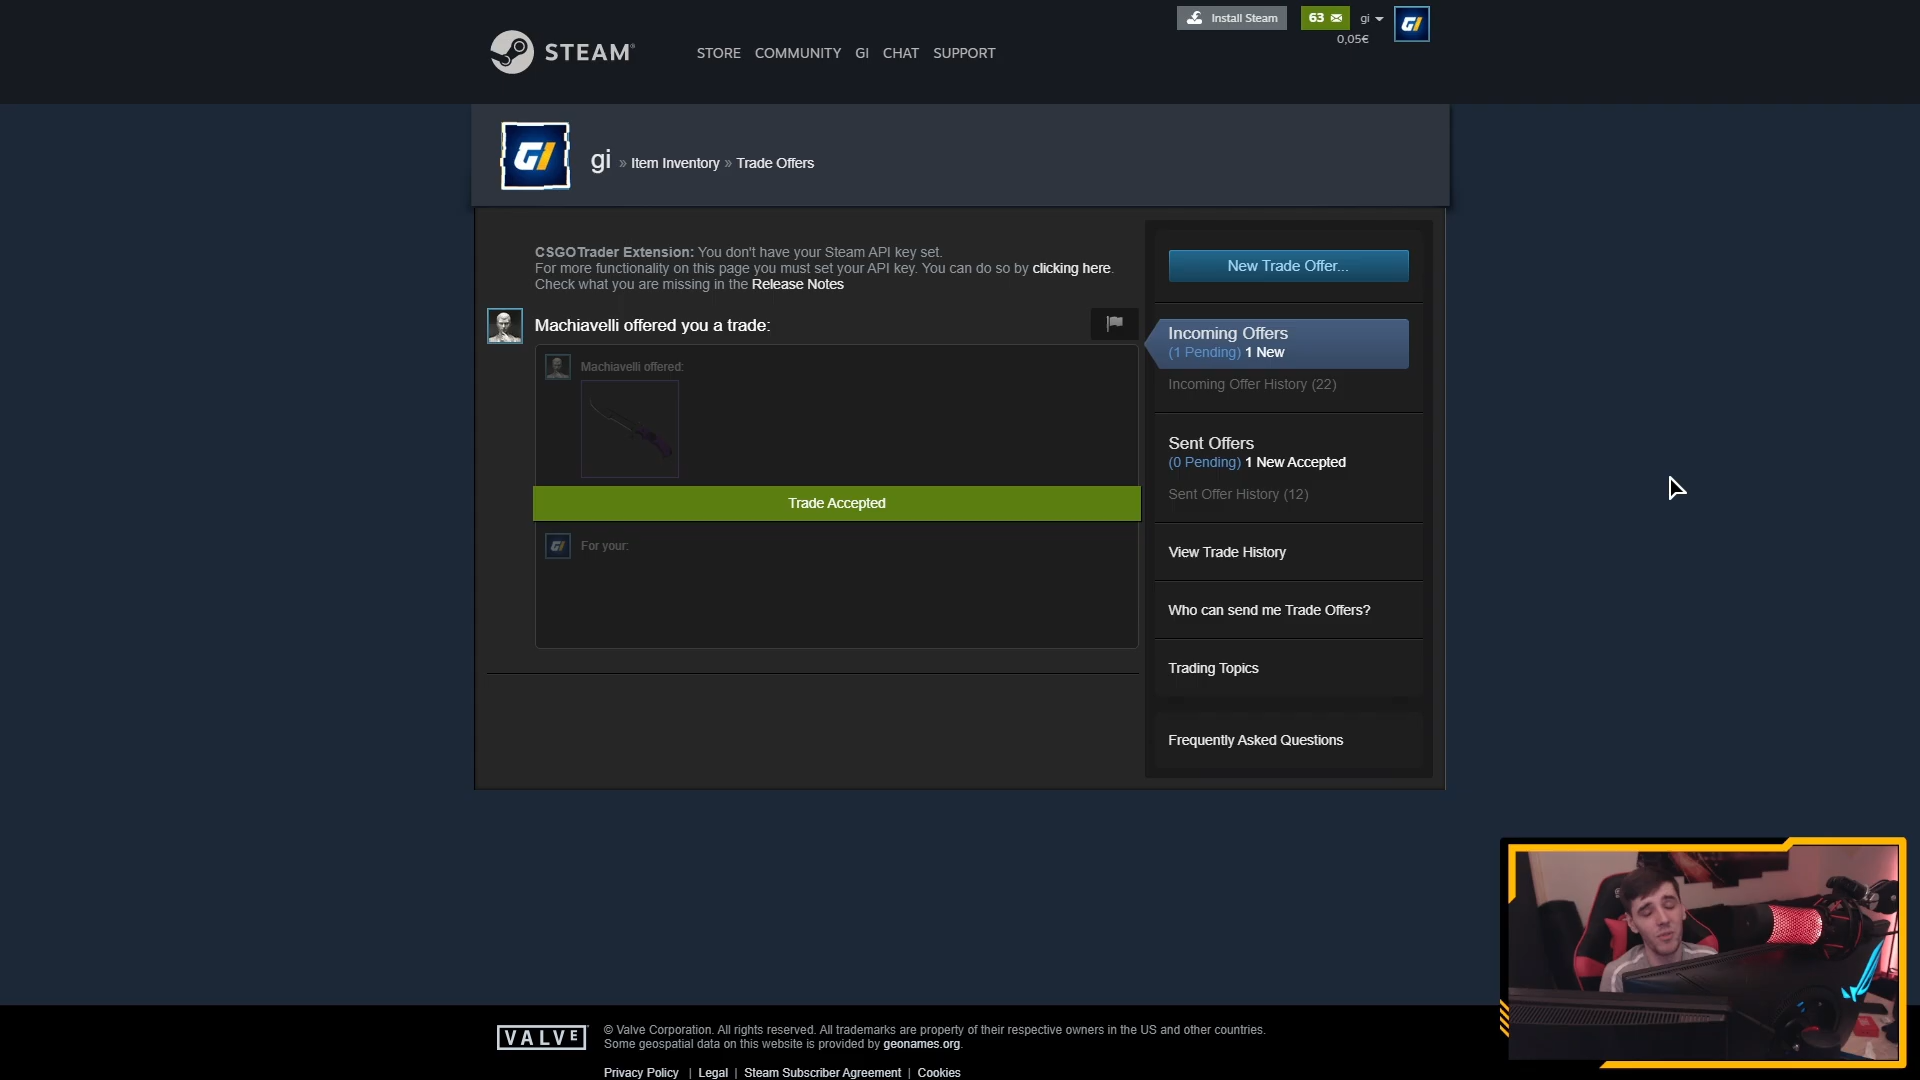 Install Steam
63
gi
0,05€
STEAM®
STORE COMMUNITY GI CHAT SUPPORT
GI
gi » Item Inventory » Trade Offers
CSGOTrader Extension: You don't have your Steam API key set.
For more functionality on this page you must set your API key. You can do so by clicking here.
Check what you are missing in the Release Notes
Machiavelli offered you a trade:
Machiavelli offered:
Trade Accepted
For your:
New Trade Offer...
Incoming Offers
(1 Pending) 1 New
Incoming Offer History (22)
Sent Offers
(0 Pending) 1 New Accepted
Sent Offer History (12)
View Trade History
Who can send me Trade Offers?
Trading Topics
Frequently Asked Questions
VALVE
© Valve Corporation. All rights reserved. All trademarks are property of their respective owners in the US and other countries.
Some geospatial data on this website is provided by geonames.org.
Privacy Policy | Legal | Steam Subscriber Agreement | Cookies